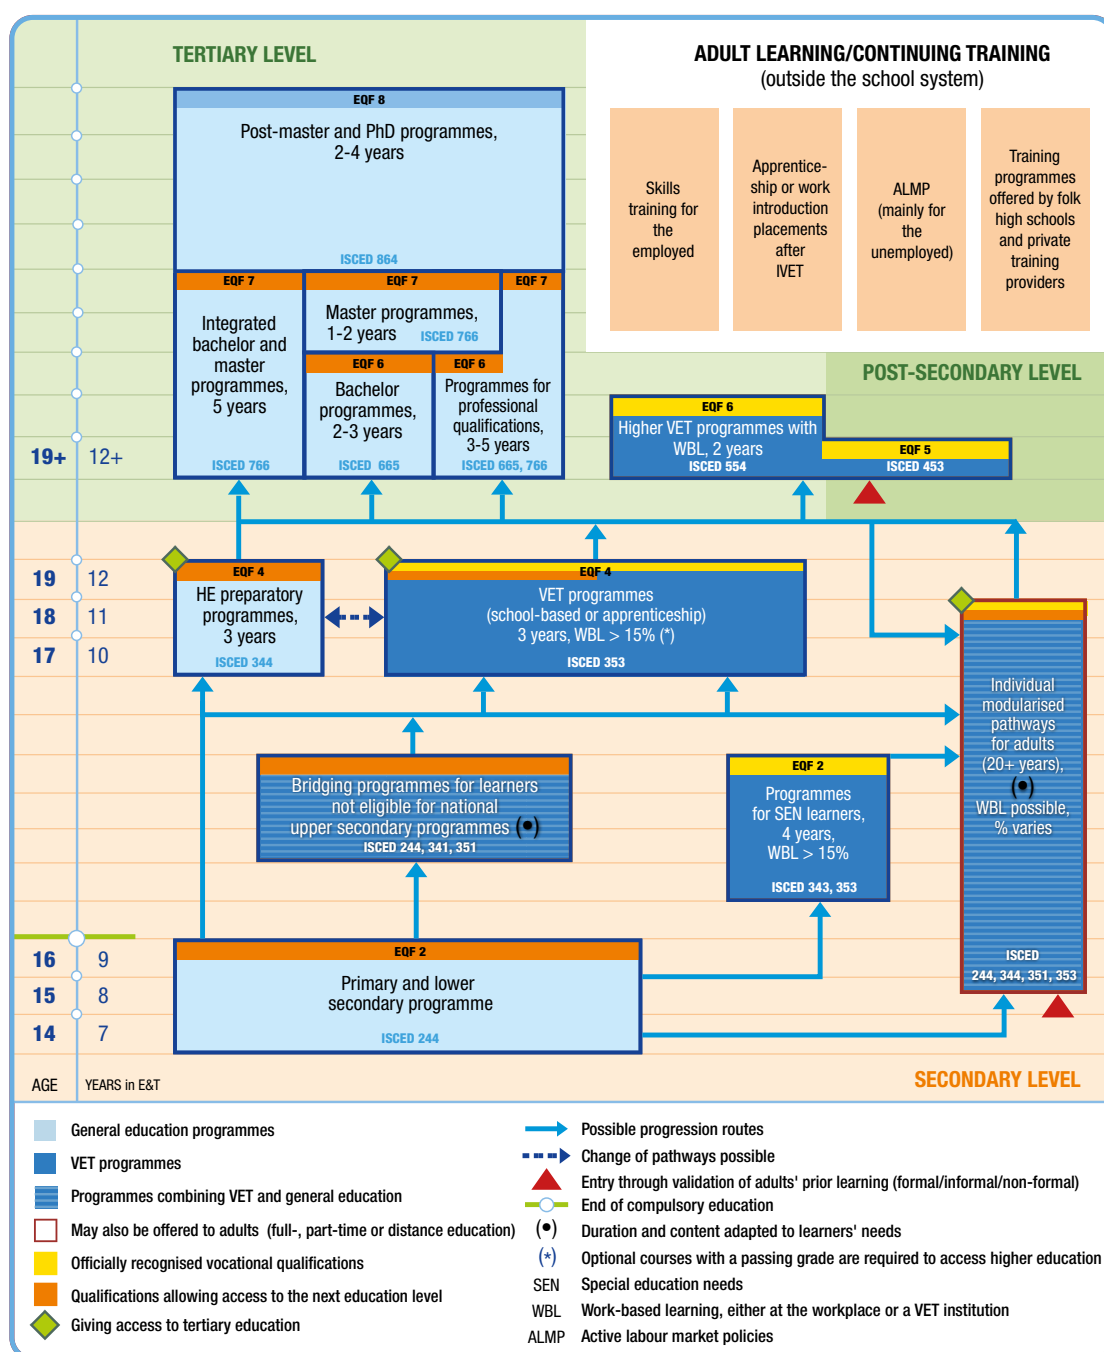 TERTIARY LEVEL
ADULT LEARNING/CONTINUING TRAINING
(outside the school system)
EQF 8
Post-master and PhD programmes,
2-4 years
ISCED 864
Skills
training for
the
employed
Apprentice-
ship or work
introduction
placements
after
IVET
ALMP
(mainly for
the
unemployed)
Training
programmes
offered by folk
high schools
and private
training
providers
EQF 7
Integrated
bachelor and
master
programmes,
5 years
ISCED 766
EQF 7
Master programmes,
1-2 years
ISCED 766
EQF 7
EQF 6
Bachelor
programmes,
2-3 years
ISCED 665
EQF 6
Programmes for
professional
qualifications,
3-5 years
ISCED 665, 766
POST-SECONDARY LEVEL
EQF 6
Higher VET programmes with
WBL, 2 years
ISCED 554
EQF 5
ISCED 453
19+ 12+
19 12
18 11
17 10
EQF 4
HE preparatory
programmes,
3 years
ISCED 344
EQF 4
VET programmes
(school-based or apprenticeship)
3 years, WBL > 15% (*)
ISCED 353
Individual
modularised
pathways
for adults
(20+ years),
(•)
WBL possible,
% varies
ISCED
244, 344, 351, 353
Bridging programmes for learners
not eligible for national
upper secondary programmes (•)
ISCED 244, 341, 351
EQF 2
Programmes
for SEN learners,
4 years,
WBL > 15%
ISCED 343, 353
16 9
15 8
14 7
EQF 2
Primary and lower
secondary programme
ISCED 244
AGE YEARS in E&T
SECONDARY LEVEL
General education programmes
VET programmes
Programmes combining VET and general education
May also be offered to adults (full-, part-time or distance education)
Officially recognised vocational qualifications
Qualifications allowing access to the next education level
Giving access to tertiary education
Possible progression routes
Change of pathways possible
Entry through validation of adults' prior learning (formal/informal/non-formal)
End of compulsory education
(•) Duration and content adapted to learners' needs
(*) Optional courses with a passing grade are required to access higher education
SEN Special education needs
WBL Work-based learning, either at the workplace or a VET institution
ALMP Active labour market policies